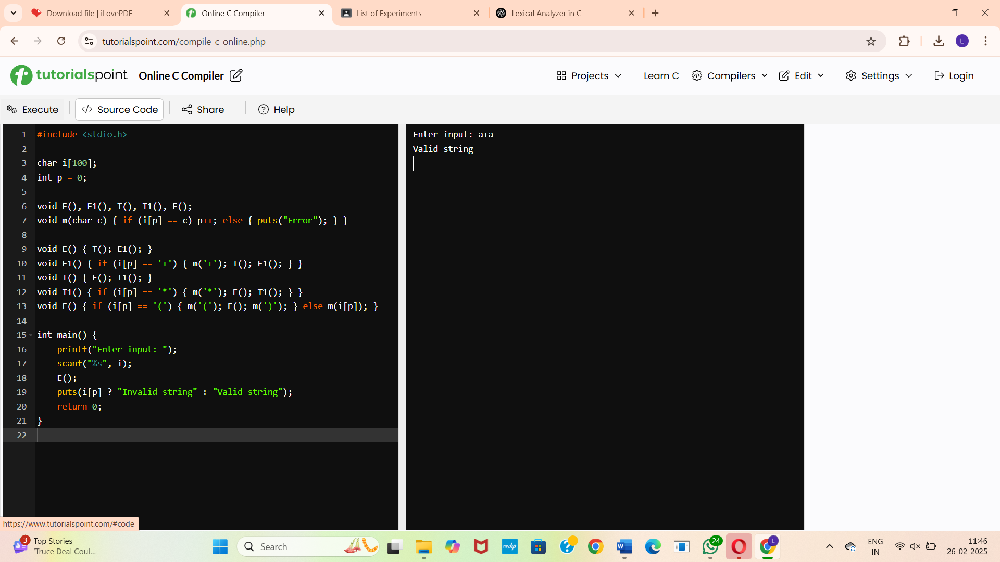 Download file | iLovePDF
Online C Compiler
List of Experiments
Lexical Analyzer in C
tutorialspoint.com/compile_c_online.php
L
tutorialspoint
Online C Compiler
Projects
Learn C
Compilers
Edit
Settings
Login
Execute
</> Source Code
Share
Help
1 #include <stdio.h>
2
3 char i[100];
4 int p = 0;
5
6 void E(), E1(), T(), T1(), F();
7 void m(char c) { if (i[p] == c) p++; else { puts("Error"); } }
8
9 void E() { T(); E1(); }
10 void E1() { if (i[p] == '+') { m('+'); T(); E1(); } }
11 void T() { F(); T1(); }
12 void T1() { if (i[p] == '*') { m('*'); F(); T1(); } }
13 void F() { if (i[p] == '(') { m('('); E(); m(')'); } else m(i[p]); }
14
15 int main() {
16     printf("Enter input: ");
17     scanf("%s", i);
18     E();
19     puts(i[p] ? "Invalid string" : "Valid string");
20     return 0;
21 }
22
Enter input: a+a
Valid string
https://www.tutorialspoint.com/#code
3
Top Stories
'Truce Deal Coul...
Search
myhp
W
24
L
ENG
IN
11:46
26-02-2025